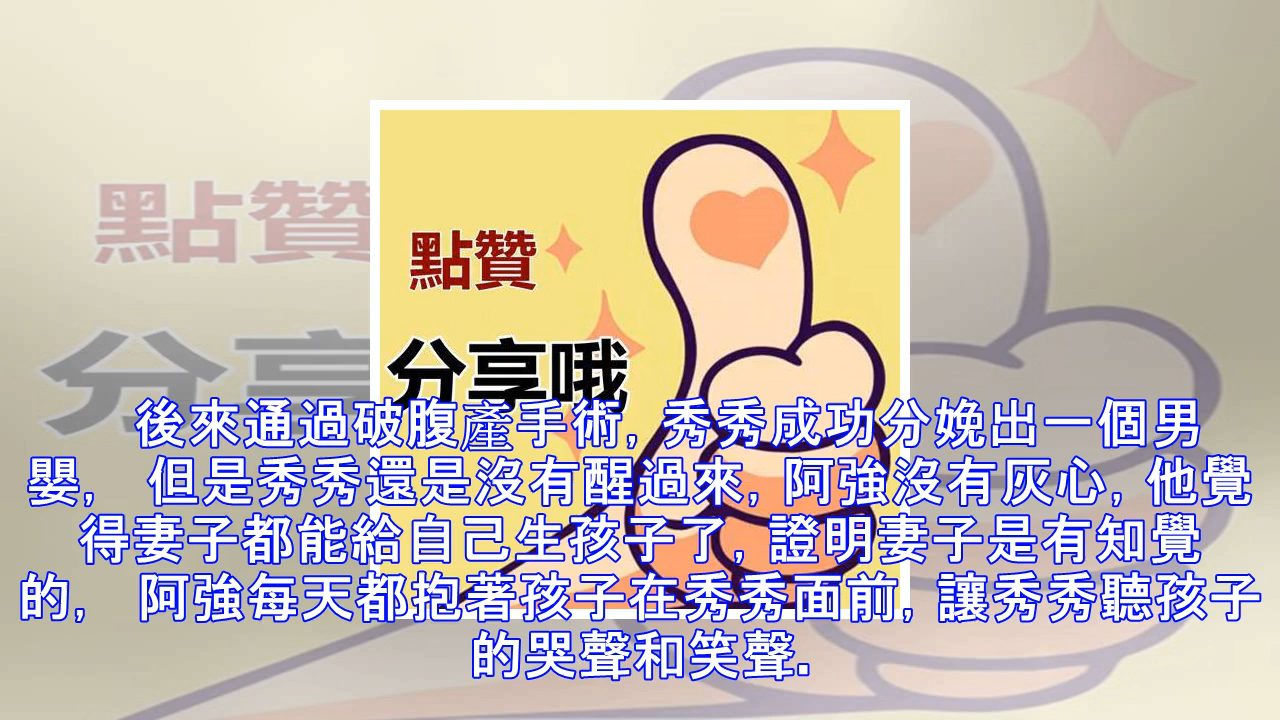 點贊
分享哦
點贊
分享
後來通過破腹產手術, 秀秀成功分娩出一個男
嬰, 但是秀秀還是沒有醒過來, 阿強沒有灰心, 他覺
得妻子都能給自己生孩子了, 證明妻子是有知覺
的, 阿強每天都抱著孩子在秀秀面前, 讓秀秀聽孩子
的哭聲和笑聲.